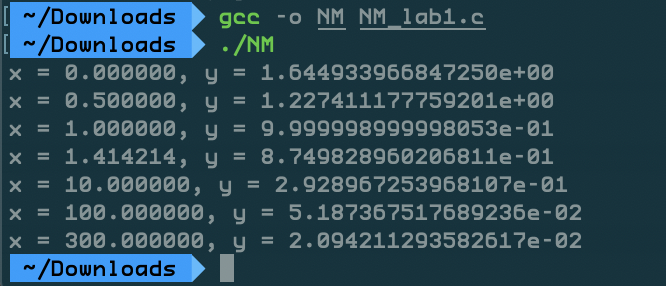 ~/Downloads gcc -o NM NM_lab1.c
~/Downloads ./NM
x = 0.000000, y = 1.644933966847250e+00
x = 0.500000, y = 1.227411177759201e+00
x = 1.000000, y = 9.999998999998053e-01
x = 1.414214, y = 8.749828960206811e-01
x = 10.000000, y = 2.928967253968107e-01
x = 100.000000, y = 5.187367517689236e-02
x = 300.000000, y = 2.094211293582617e-02
~/Downloads